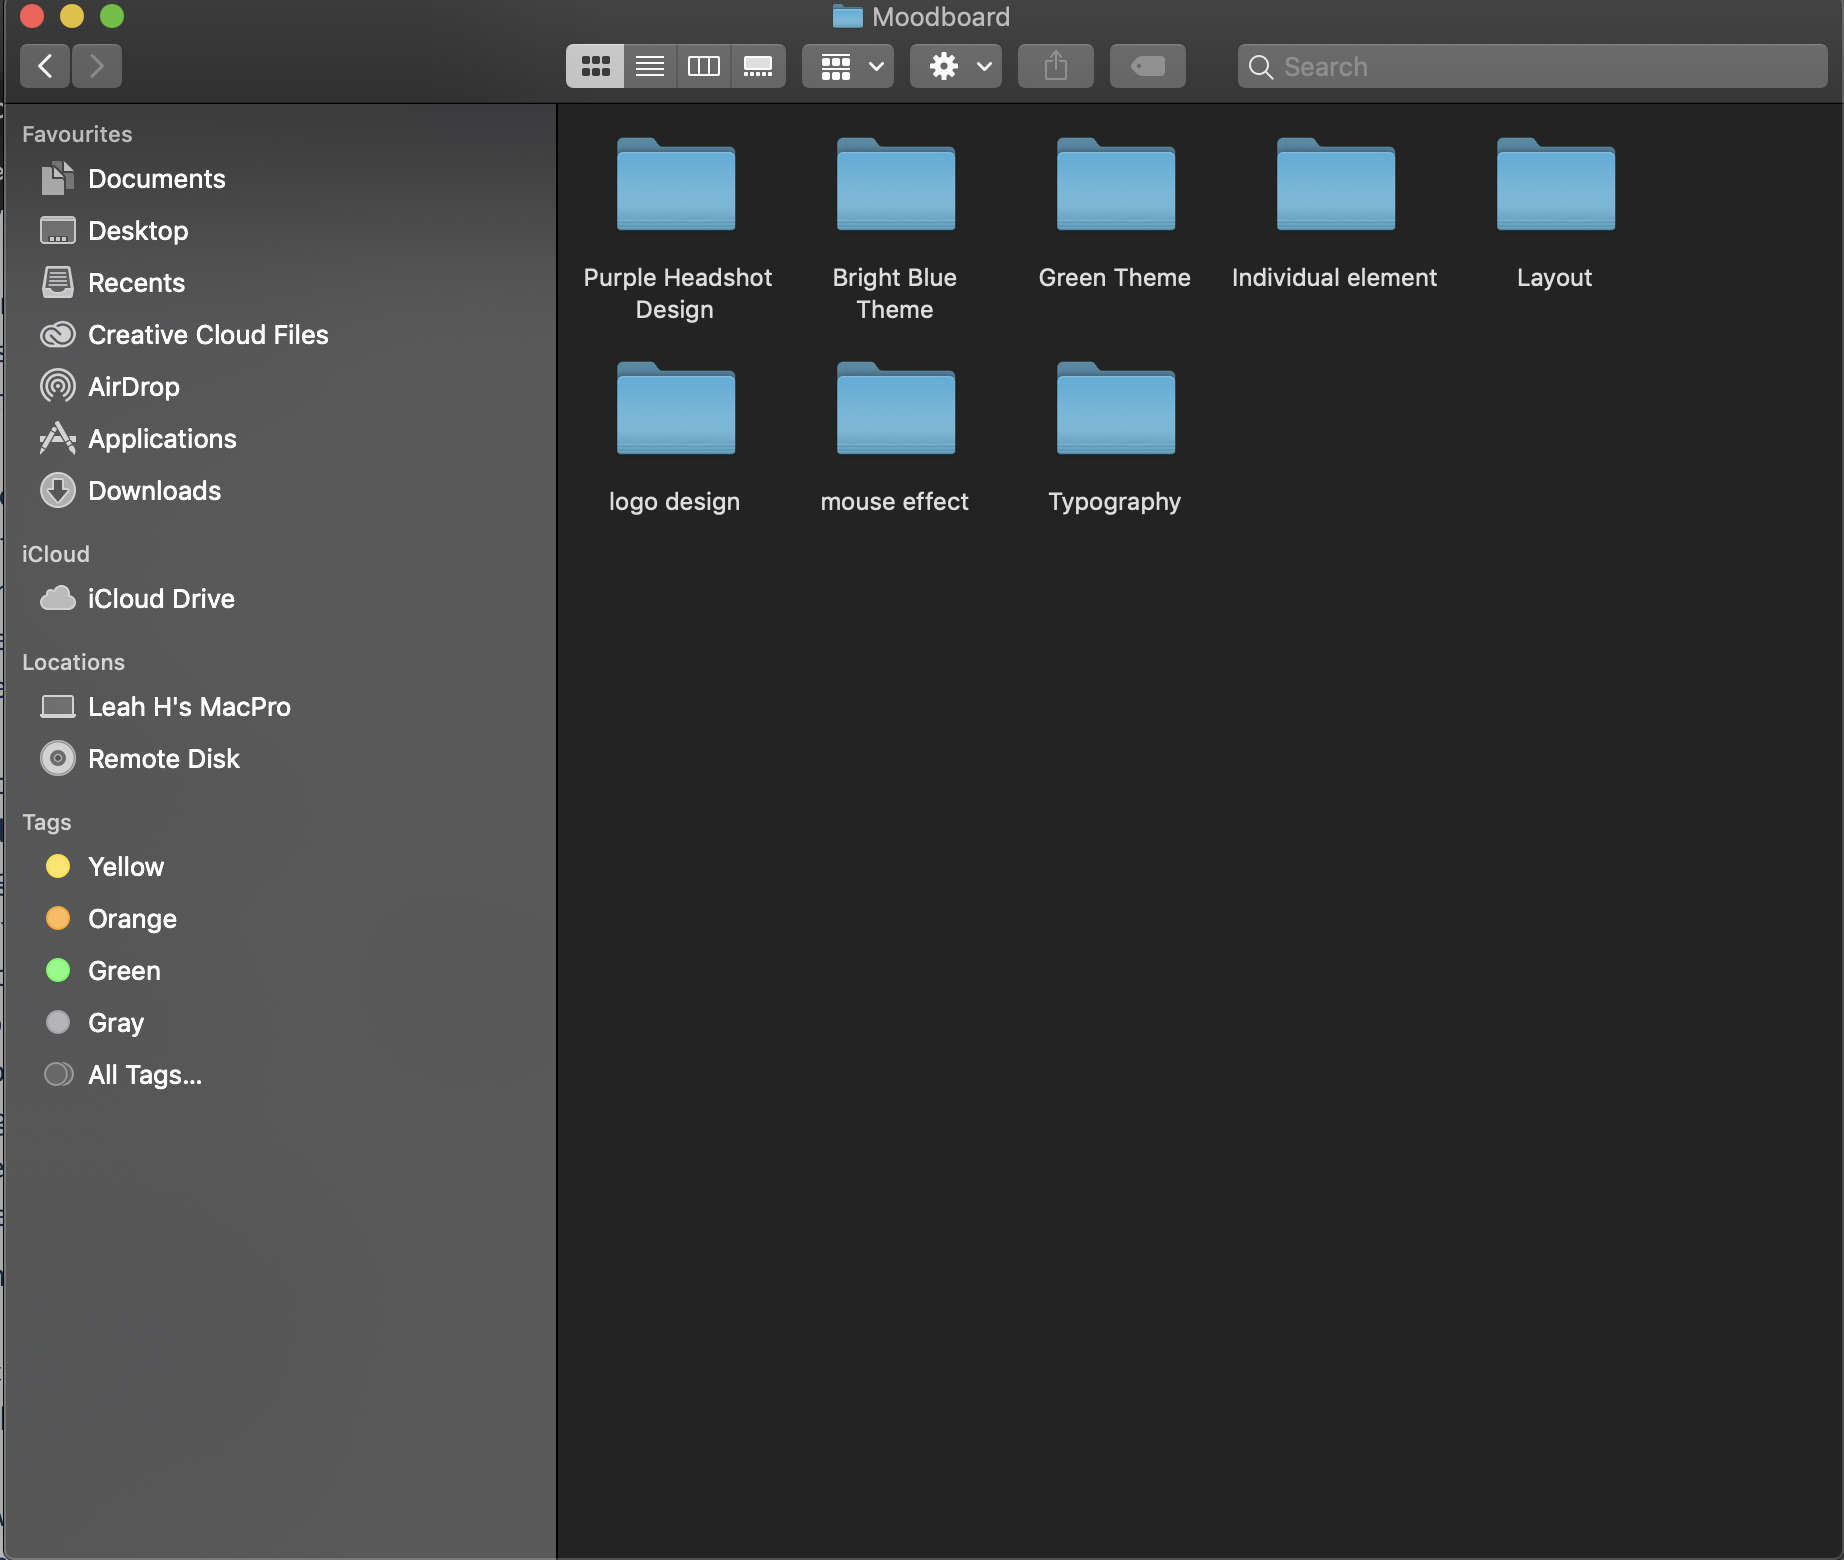 Moodboard
Search
Favourites
Documents
Desktop
Recents
Creative Cloud Files
AirDrop
Applications
Downloads
iCloud
iCloud Drive
Locations
Leah H's MacPro
Remote Disk
Tags
Yellow
Orange
Green
Gray
All Tags...
Purple Headshot
Design
Bright Blue
Theme
Green Theme
Individual element
Layout
logo design
mouse effect
Typography